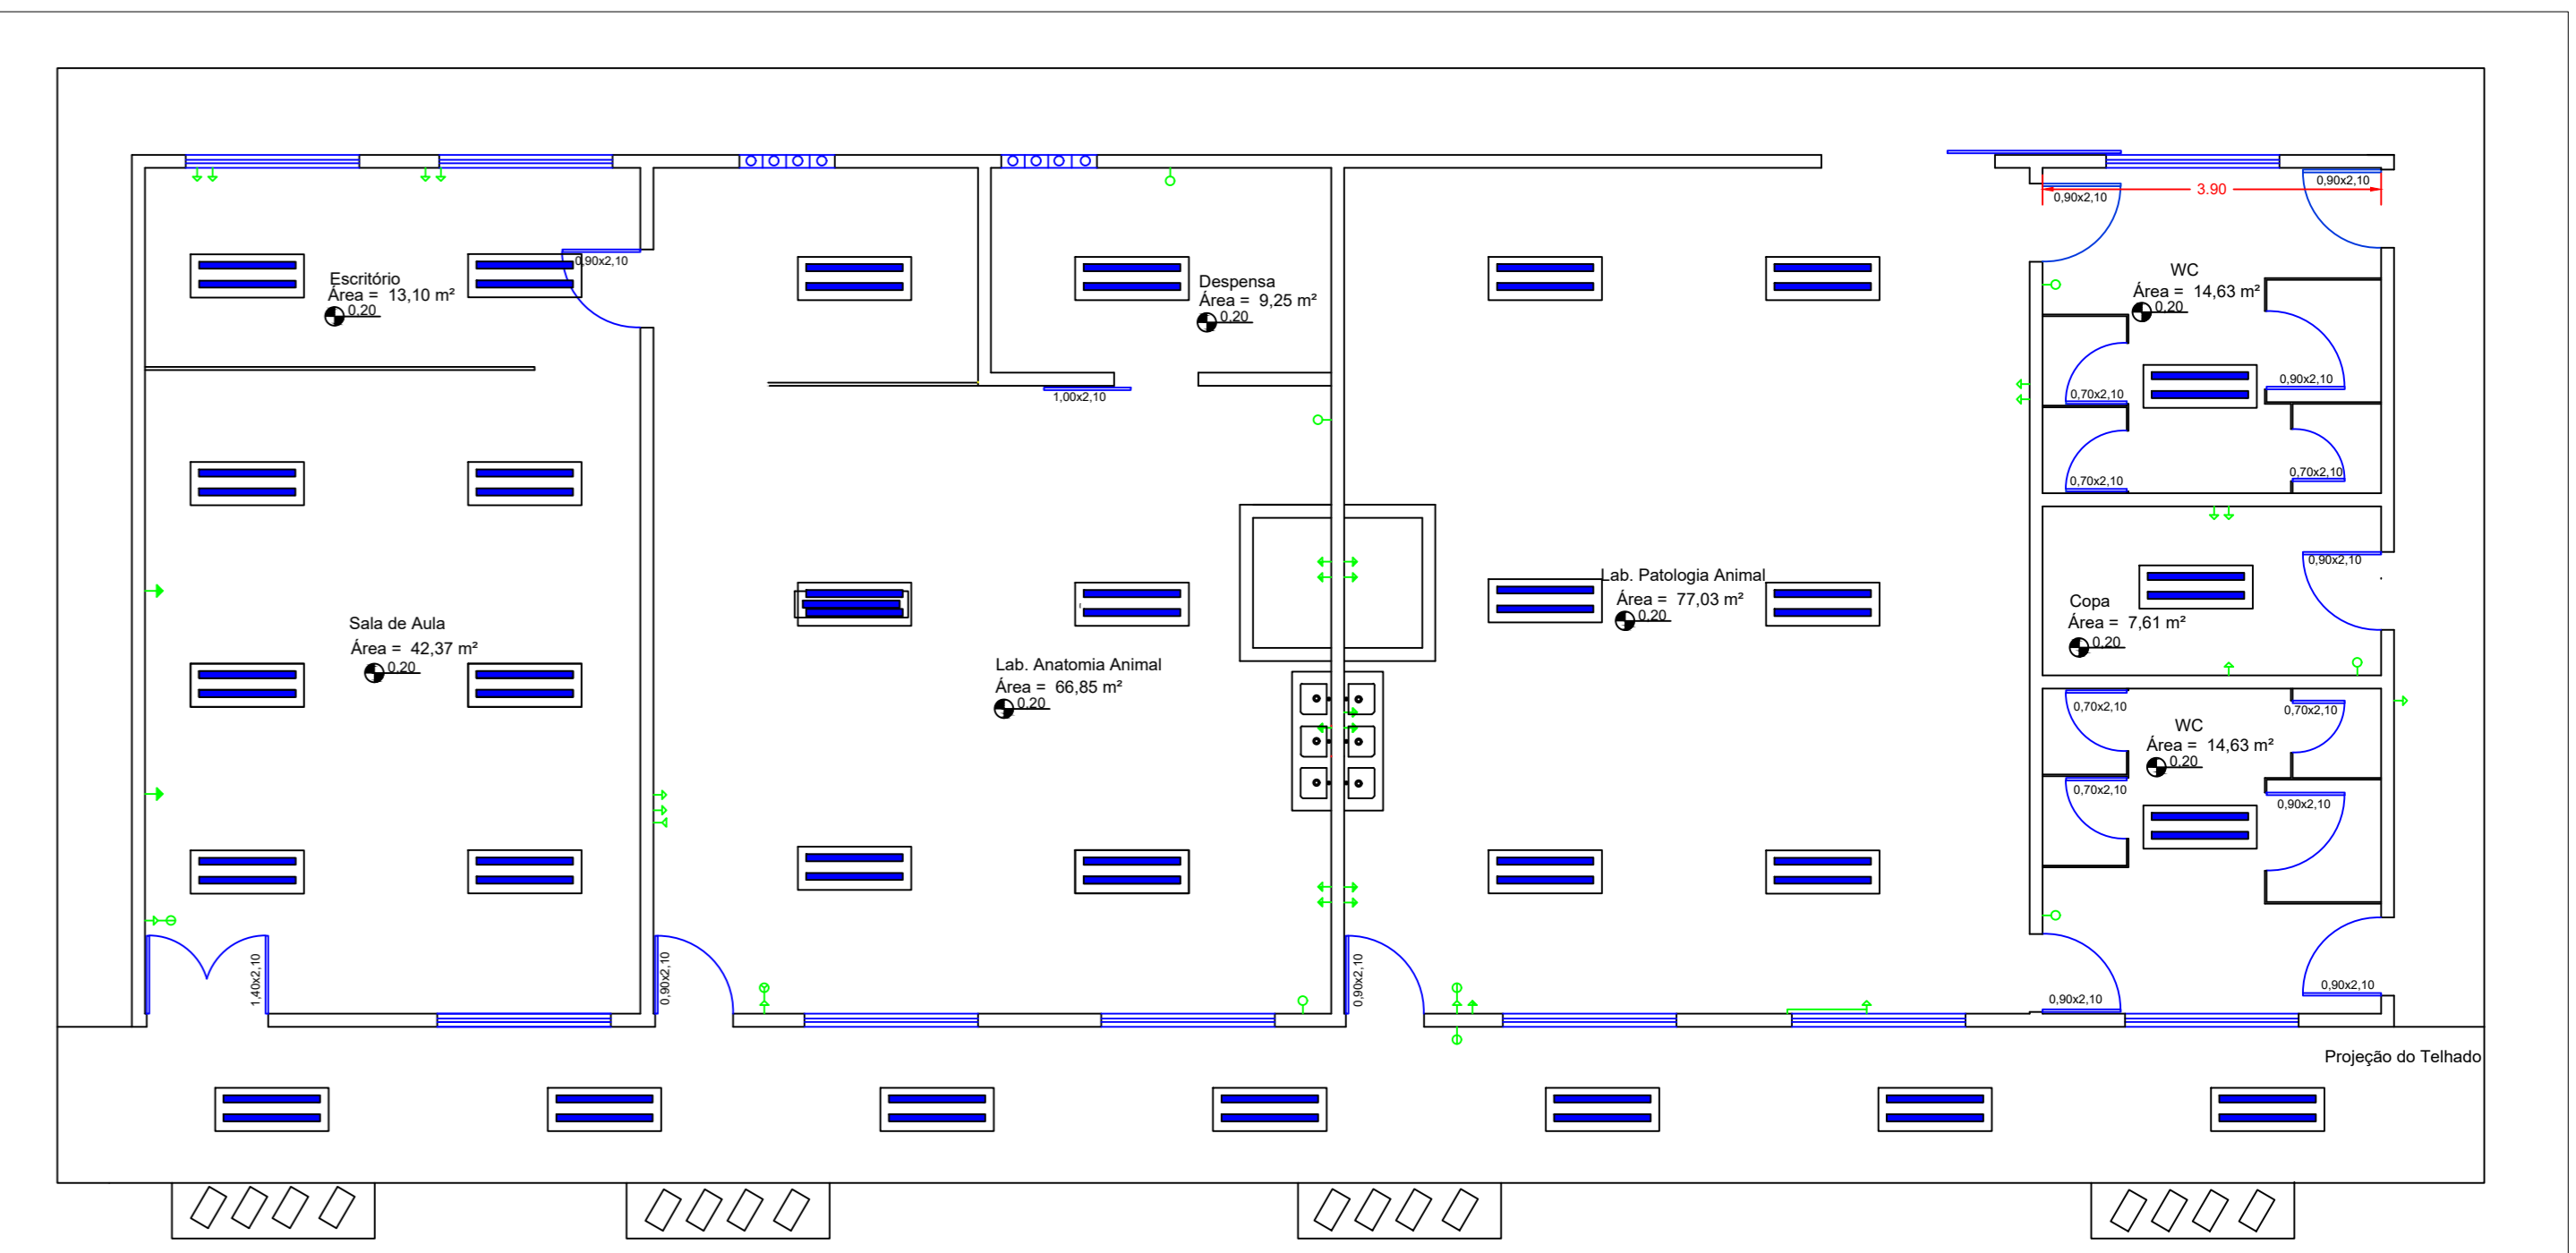 0,90x2,10
3.90
0,90x2,10
0,90x2,10
Escritório
Área = 13,10 m²
0,20
Despensa
Área = 9,25 m²
0,20
WC
Área = 14,63 m²
0,20
1,00x2,10
0,70x2,10
0,90x2,10
0,70x2,10
0,70x2,10
0,90x2,10
Lab. Patologia Animal
Área = 77,03 m²
0,20
Copa
Área = 7,61 m²
0,20
Sala de Aula
Área = 42,37 m²
0,20
Lab. Anatomia Animal
Área = 66,85 m²
0,20
0,70x2,10
0,70x2,10
WC
Área = 14,63 m²
0,20
0,70x2,10
0,90x2,10
1,40x2,10
0,90x2,10
0,90x2,10
0,90x2,10
0,90x2,10
Projeção do Telhado